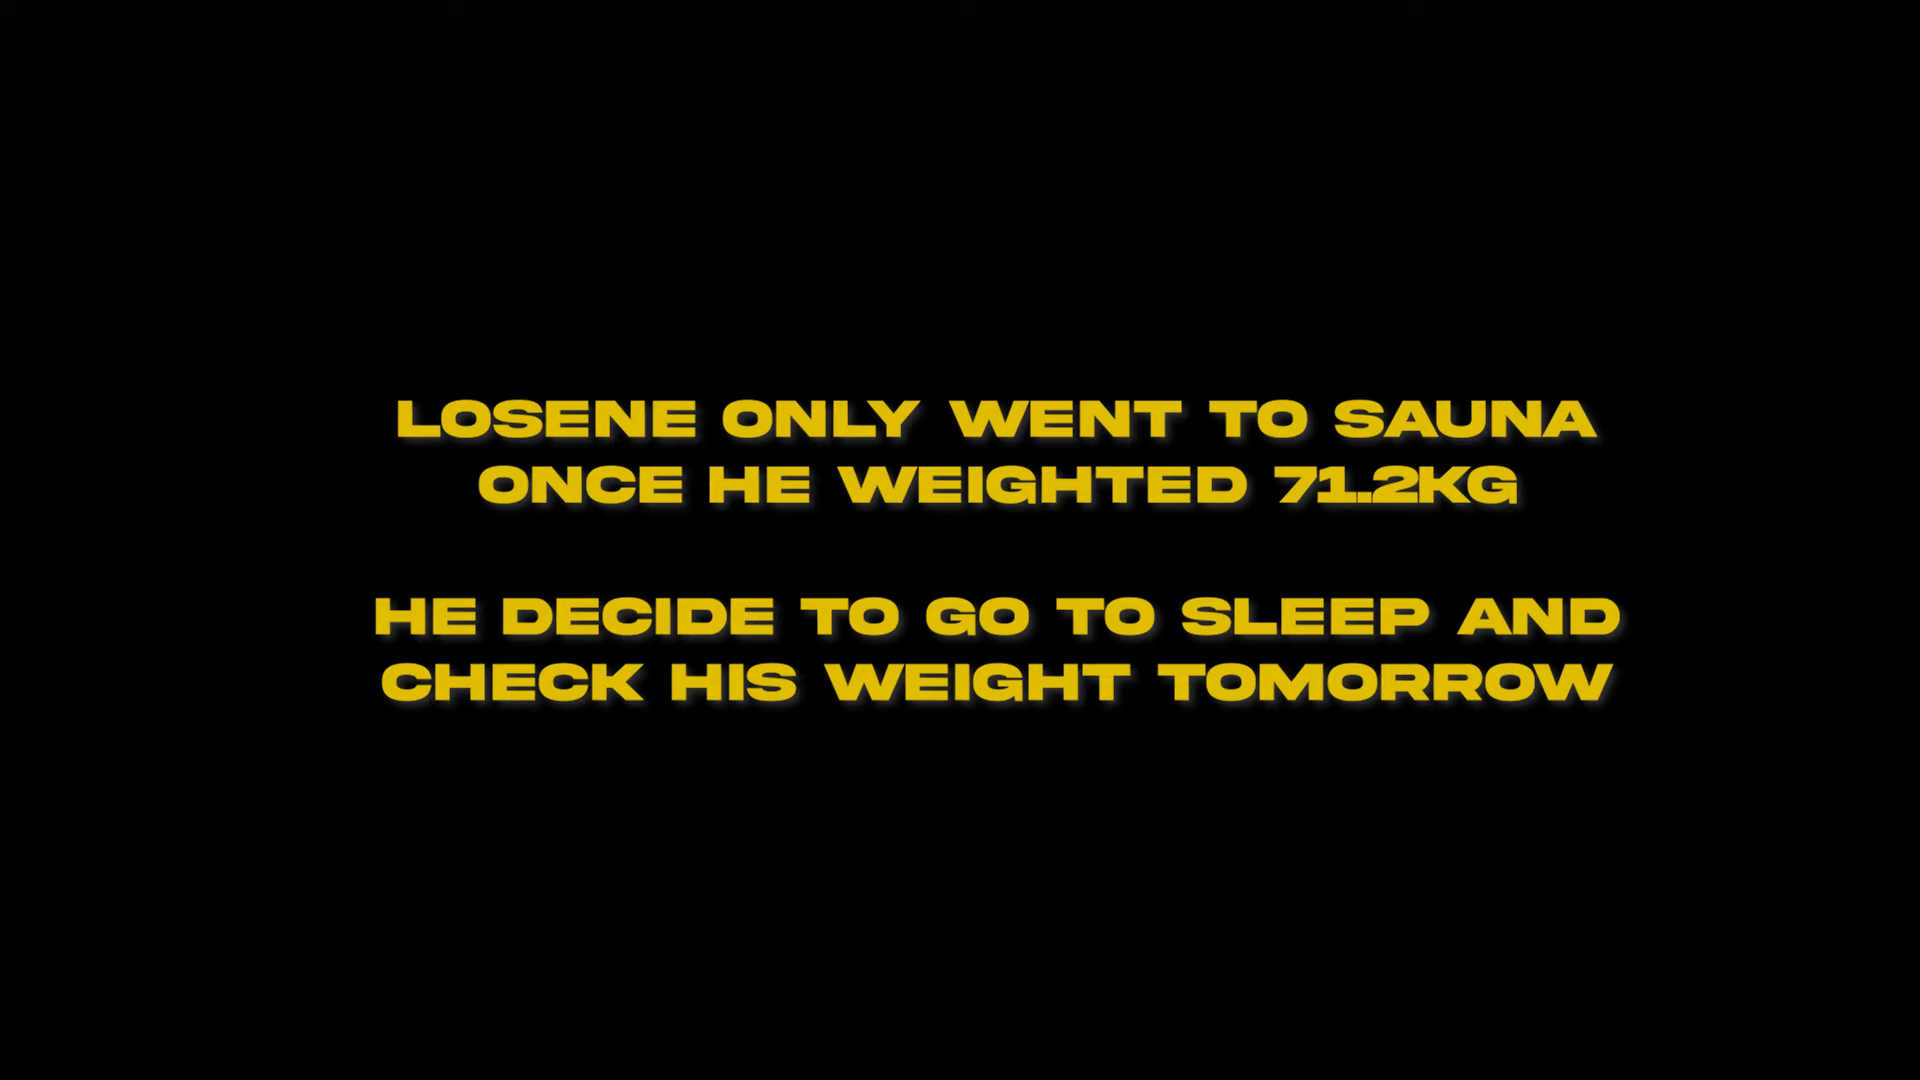 LOSENE ONLY WENT TO SAUNA
ONCE HE WEIGHTED 71.2KG
HE DECIDE TO GO TO SLEEP AND
CHECK HIS WEIGHT TOMORROW